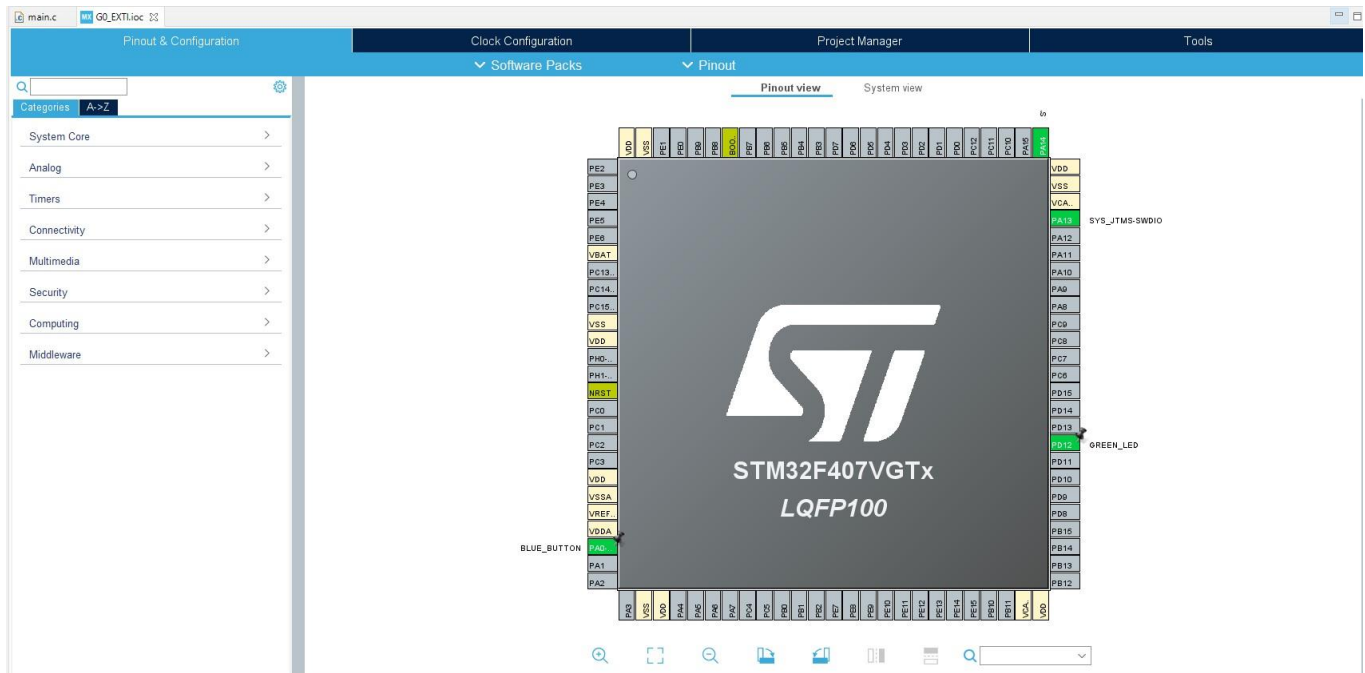 main.c MX G0_EXTI.ioc
Pinout & Configuration Clock Configuration Project Manager Tools
Software Packs Pinout
Pinout view System view
Categories A->Z
System Core
Analog
Timers
Connectivity
Multimedia
Security
Computing
Middleware
VDD VSS PE1 PE0 PB9 PB8 BOO.. PB7 PB6 PB5 PB4 PB3 PD7 PD6 PD5 PD4 PD3 PD2 PD1 PD0 PC12 PC11 PC10 PA15 PA14
PE2
PE3
PE4
PE5
PE6
VBAT
PC13..
PC14..
PC15..
VSS
VDD
PH0-..
PH1-..
NRST
PC0
PC1
PC2
PC3
VDD
VSSA
VREF..
VDDA
BLUE_BUTTON PA0-..
PA1
PA2
STM32F407VGTx
LQFP100
VDD
VSS
VCA..
PA13 SYS_JTMS-SWDIO
PA12
PA11
PA10
PA9
PA8
PC9
PC8
PC7
PC6
PD15
PD14
PD13
PD12 GREEN_LED
PD11
PD10
PD9
PD8
PB15
PB14
PB13
PB12
PA3 VSS VDD PA4 PA5 PA6 PA7 PC4 PC5 PB0 PB1 PB2 PE7 PE8 PE9 PE10 PE11 PE12 PE13 PE14 PE15 PB10 PB11 VCA.. VDD